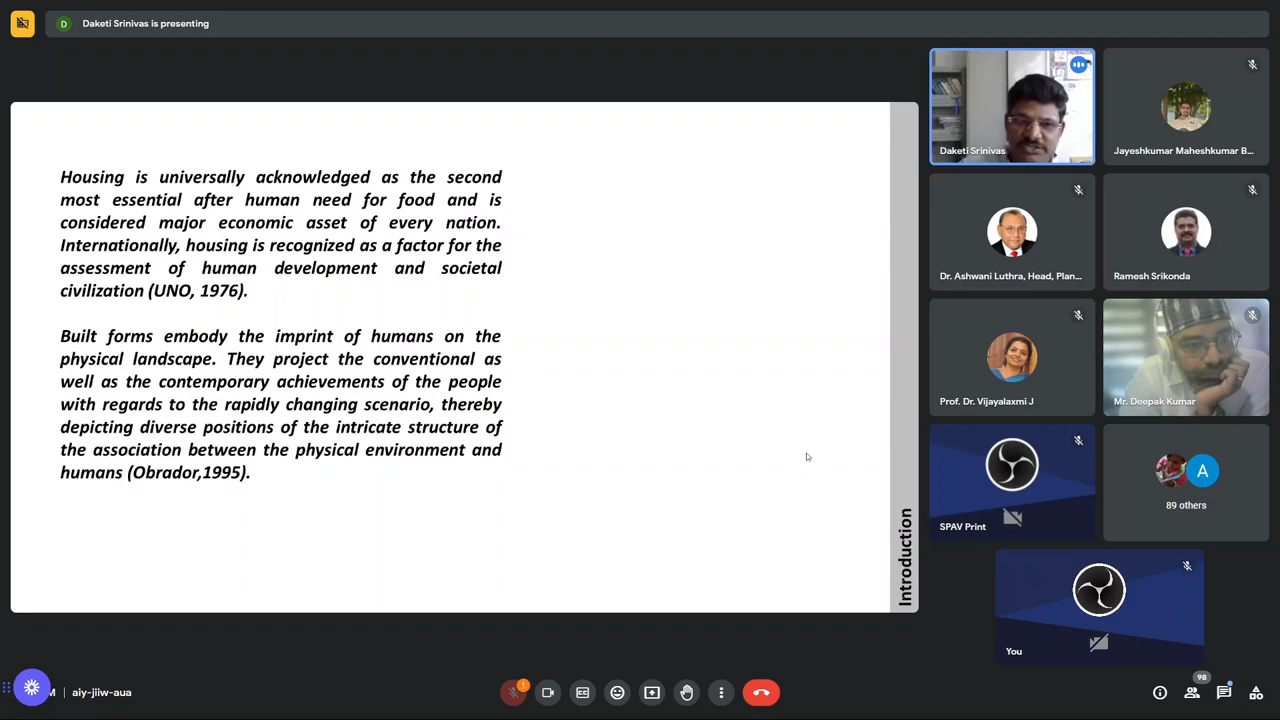 D
Daketi Srinivas is presenting
Housing is universally acknowledged as the second
most essential after human need for food and is
considered major economic asset of every nation.
Internationally, housing is recognized as a factor for the
assessment of human development and societal
civilization (UNO, 1976).
Built forms embody the imprint of humans on the
physical landscape. They project the conventional as
well as the contemporary achievements of the people
with regards to the rapidly changing scenario, thereby
depicting diverse positions of the intricate structure of
the association between the physical environment and
humans (Obrador,1995).
Introduction
Daketi Srinivas
Jayeshkumar Maheshkumar B...
Dr. Ashwani Luthra, Head, Plan...
Ramesh Srikonda
Prof. Dr. Vijayalaxmi J
Mr. Deepak Kumar
SPAV Print
A
89 others
You
M | aiy-jiiw-aua
!
CC
98